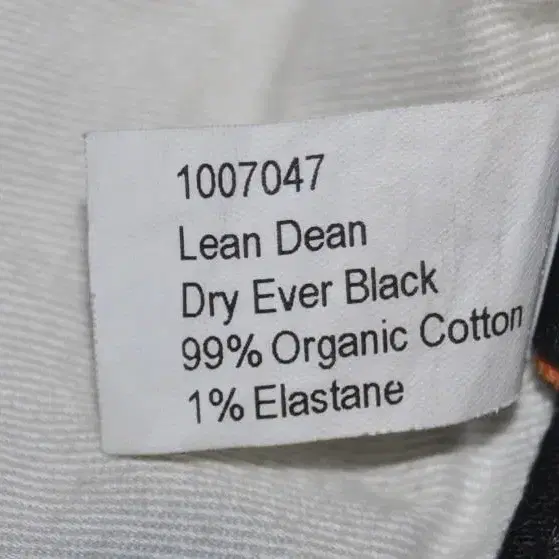 1007047
Lean Dean
Dry Ever Black
99% Organic Cotton
1% Elastane